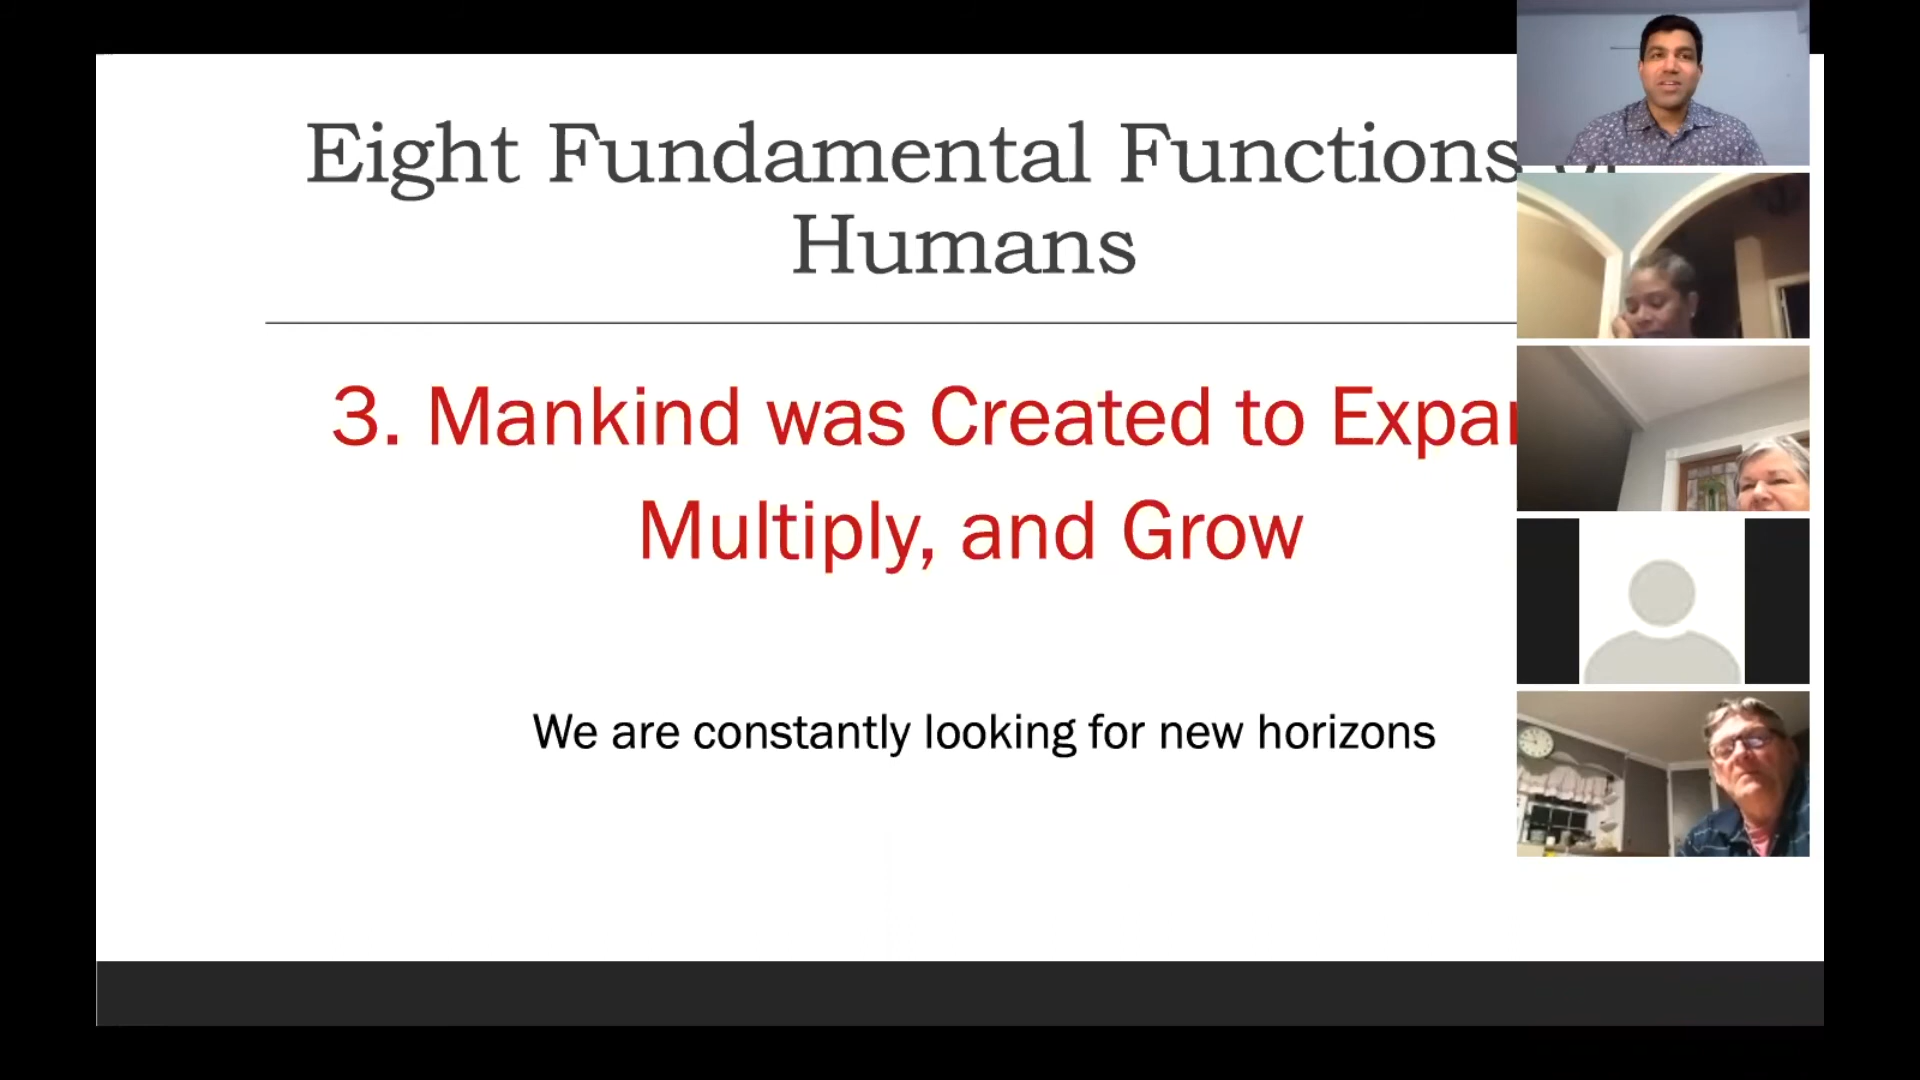 Eight Fundamental Functions
Humans
3. Mankind was Created to
Multiply, and Grow
We are constantly looking for new horizons